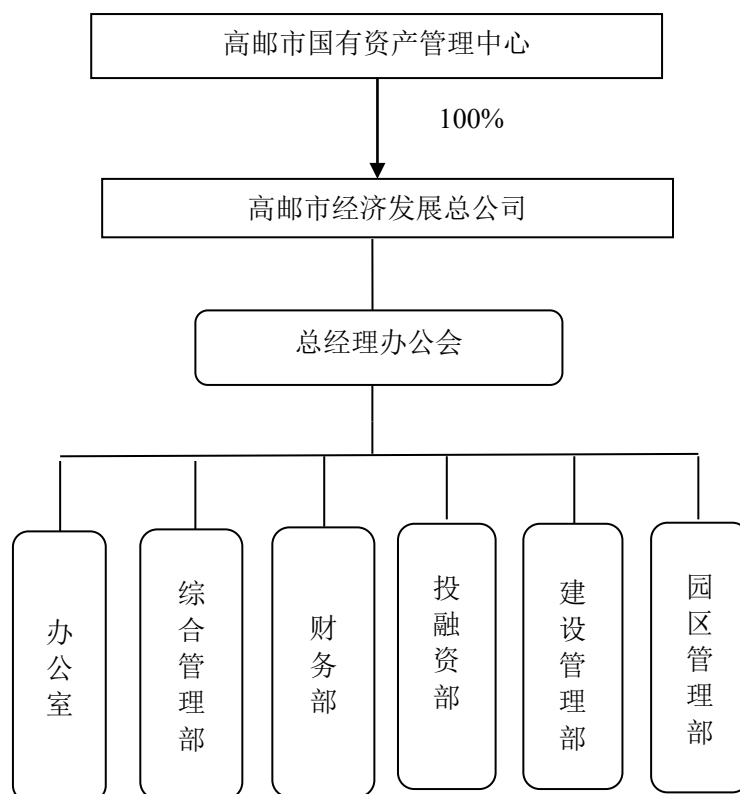 高邮市国有资产管理中心
100%
高邮市经济发展总公司
总经理办公会
办公室
综合管理部
财务部
投融资部
建设管理部
园区管理部